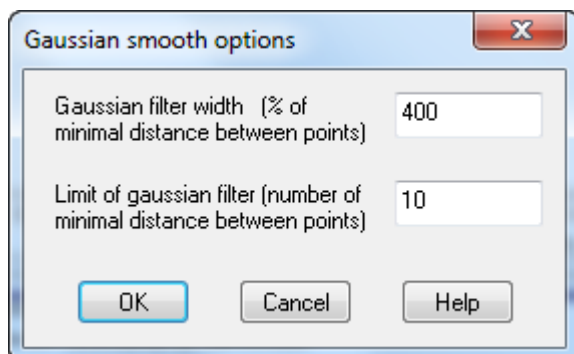 Gaussian smooth options
Gaussian filter width (% of
minimal distance between points)
400
Limit of gaussian filter (number of
minimal distance between points)
10
OK Cancel Help